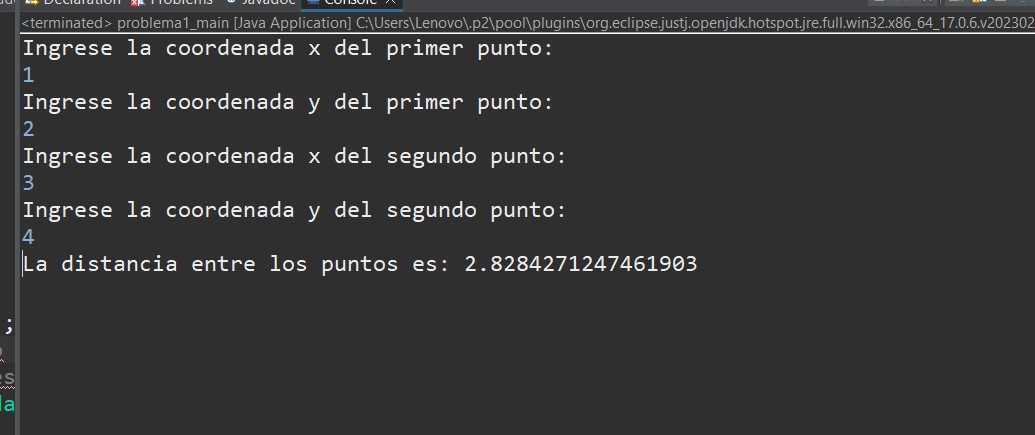 Declaration Problems Javadoc Console
<terminated> problema1_main [Java Application] C:\Users\Lenovo\.p2\pool\plugins\org.eclipse.justj.openjdk.hotspot.jre.full.win32.x86_64_17.0.6.v202302
Ingrese la coordenada x del primer punto:
1
Ingrese la coordenada y del primer punto:
2
Ingrese la coordenada x del segundo punto:
3
Ingrese la coordenada y del segundo punto:
4
La distancia entre los puntos es: 2.8284271247461903
;
es
la